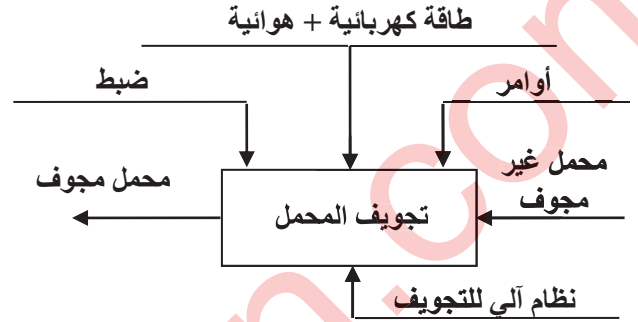 طاقة كهربائية + هوائية
أوامر
ضبط
محمل غير
مجوف
تجويف المحمل
محمل مجوف
نظام آلي للتجويف